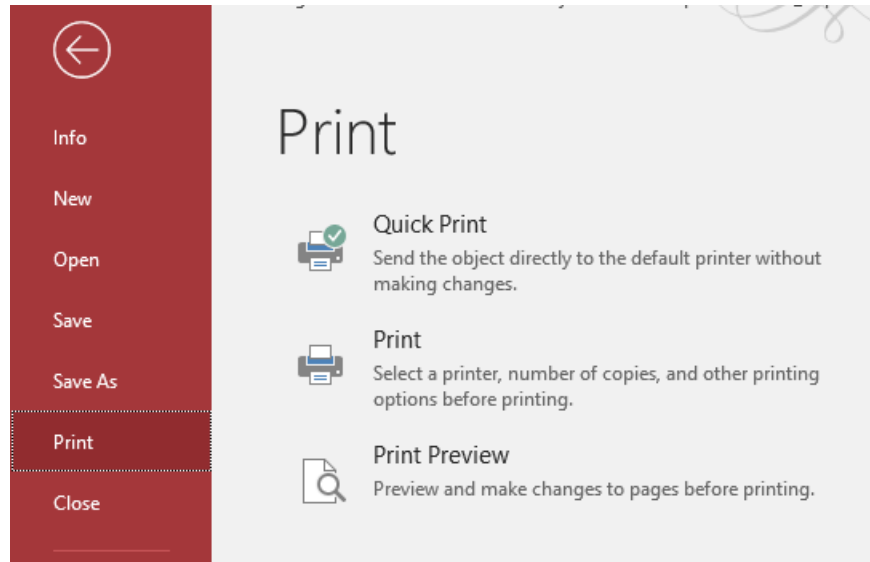 Info
New
Open
Save
Save As
Print
Close
Print
Quick Print
Send the object directly to the default printer without
making changes.
Print
Select a printer, number of copies, and other printing
options before printing.
Print Preview
Preview and make changes to pages before printing.